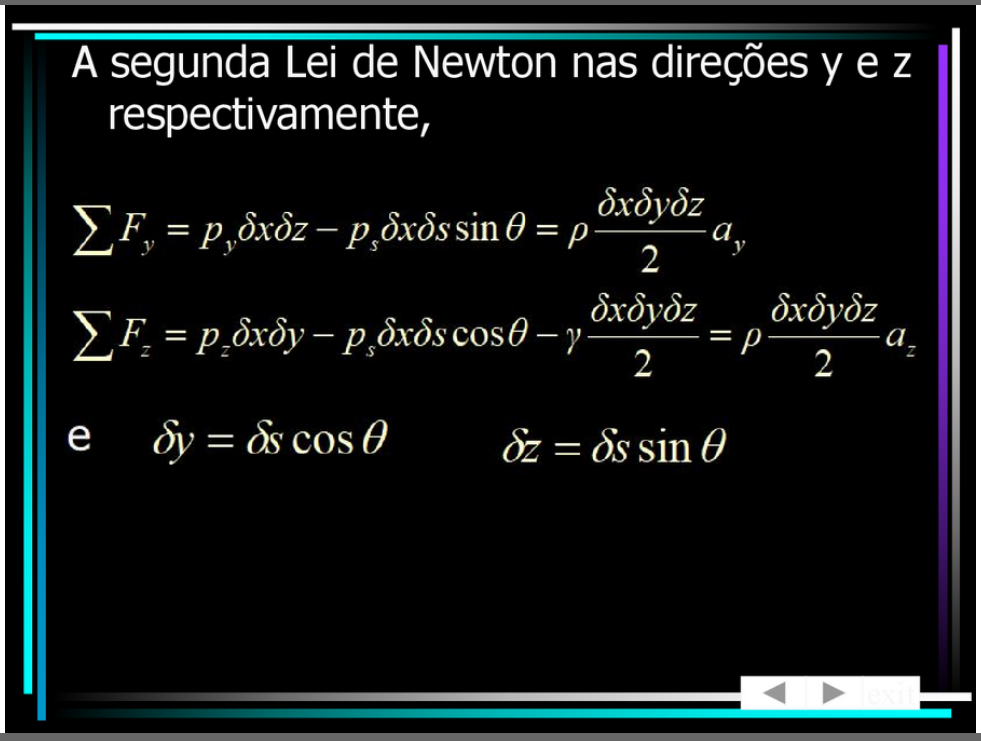 A segunda Lei de Newton nas direções y e z
respectivamente,
∑ F_y = p_y δxδz − p_s δxδs sin θ = ρ (δxδyδz / 2) a_y
∑ F_z = p_z δxδy − p_s δxδs cos θ − γ (δxδyδz / 2) = ρ (δxδyδz / 2) a_z
e δy = δs cos θ δz = δs sin θ
exit